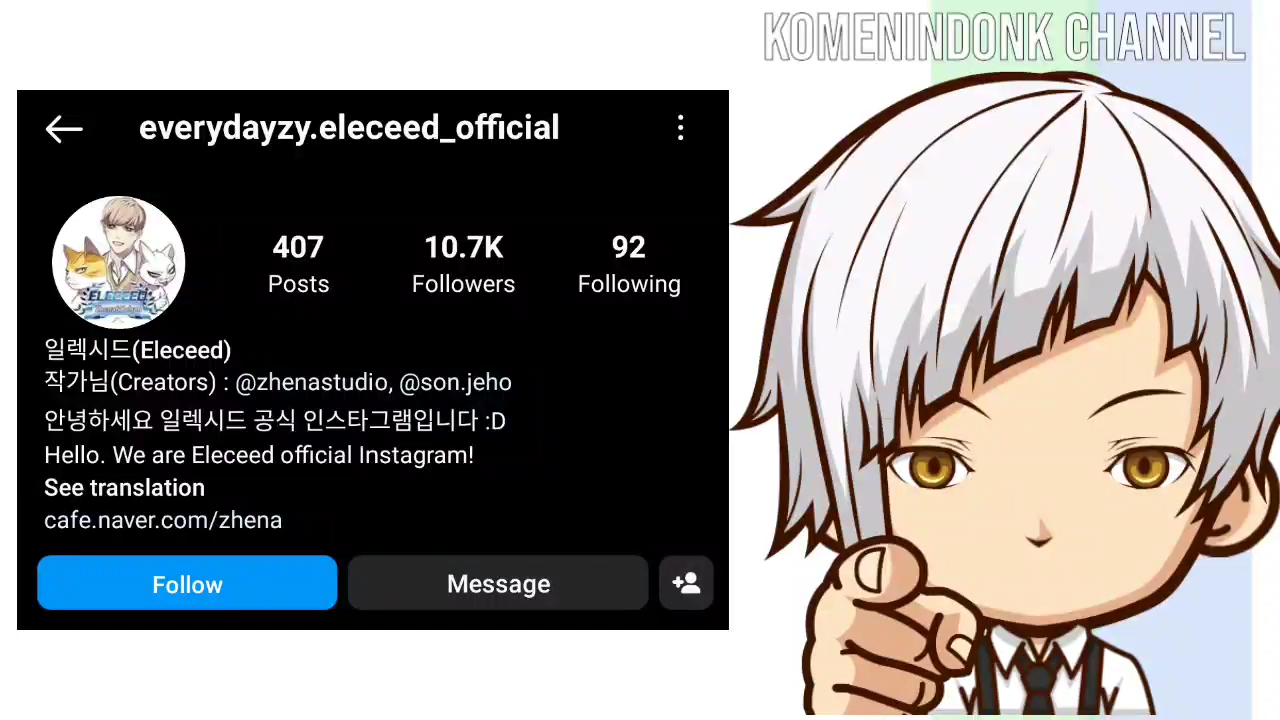 KOMENINDONK CHANNEL
everydayzy.eleceed_official
407
Posts
10.7K
Followers
92
Following
ELECEED
일렉시드(Eleceed)
작가님(Creators) : @zhenastudio, @son.jeho
안녕하세요 일렉시드 공식 인스타그램입니다 :D
Hello. We are Eleceed official Instagram!
See translation
cafe.naver.com/zhena
Follow
Message